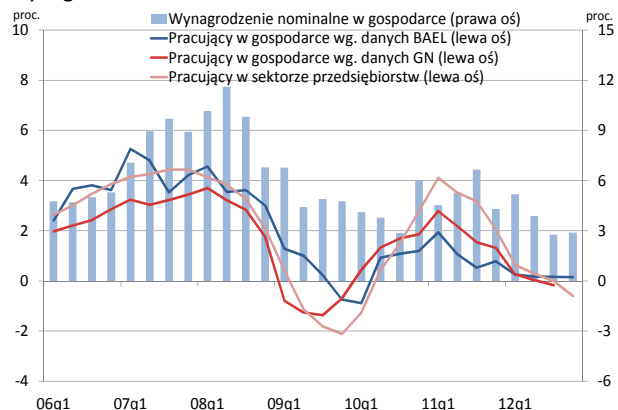 proc.
proc.
Wynagrodzenie nominalne w gospodarce (prawa oś)
Pracujący w gospodarce wg. danych BAEL (lewa oś)
Pracujący w gospodarce wg. danych GN (lewa oś)
Pracujący w sektorze przedsiębiorstw (lewa oś)
10
8
6
4
2
0
-2
-4
15
12
9
6
3
0
-3
-6
06q1 07q1 08q1 09q1 10q1 11q1 12q1